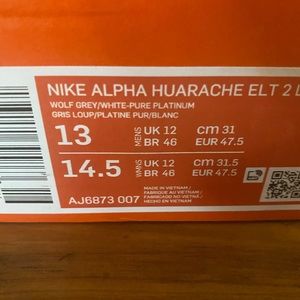 NIKE ALPHA HUARACHE ELT 2 L
WOLF GREY/WHITE-PURE PLATINUM
GRIS LOUP/PLATINE PUR/BLANC
13 MENS UK 12 cm 31
BR 46 EUR 47.5
14.5 WMNS UK 12 cm 31.5
BR 46 EUR 47.5
MADE IN VIETNAM /
FABRIQUÉ AU VIETNAM /
FABRICADO NO VIETNAM /
HECHO EN VIETNAM
AJ6873 007